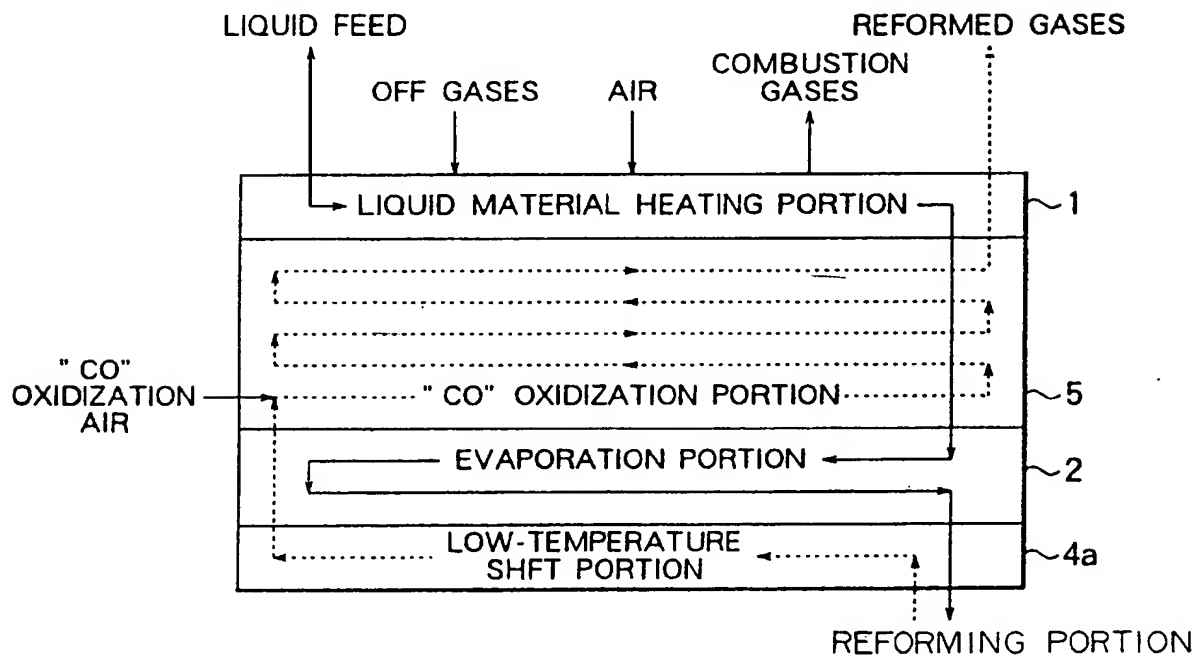 LIQUID FEED
REFORMED GASES
OFF GASES
AIR
COMBUSTION
GASES
LIQUID MATERIAL HEATING PORTION
1
" CO"
OXIDIZATION
AIR
" CO" OXIDIZATION PORTION
5
EVAPORATION PORTION
2
LOW-TEMPERATURE
SHFT PORTION
4a
REFORMING PORTION